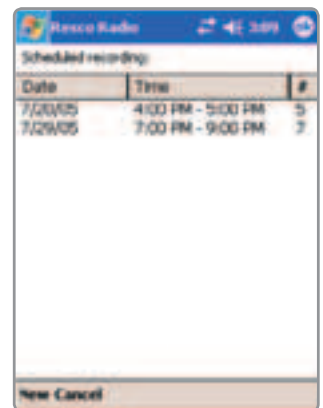 Resco Radio 3:09
Scheduled recording:
Date Time #
7/20/05 4:00 PM - 5:00 PM 5
7/29/05 7:00 PM - 9:00 PM 7
New Cancel